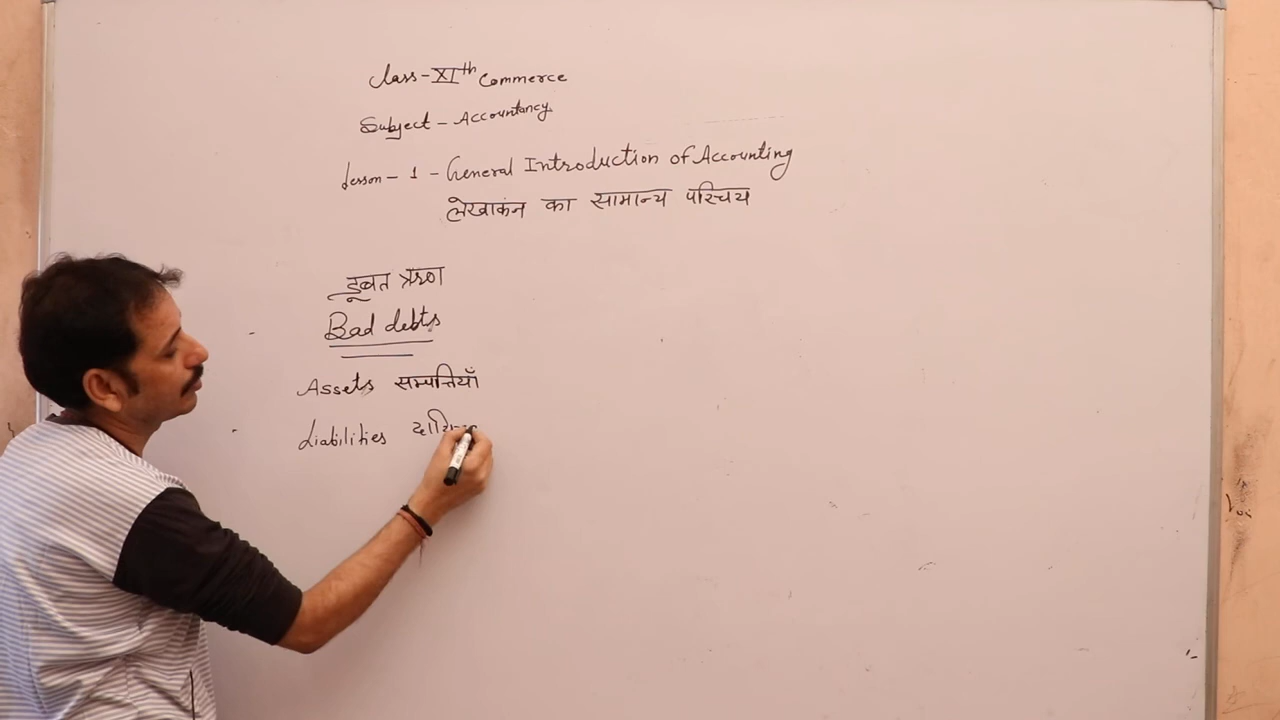 Class - XIth Commerce
Subject - Accountancy
Lesson - 1 - General Introduction of Accounting
लेखाकंन का सामान्य परिचय
डूबत ऋण
Bad debts
Assets सम्पत्तियाँ
Liabilities